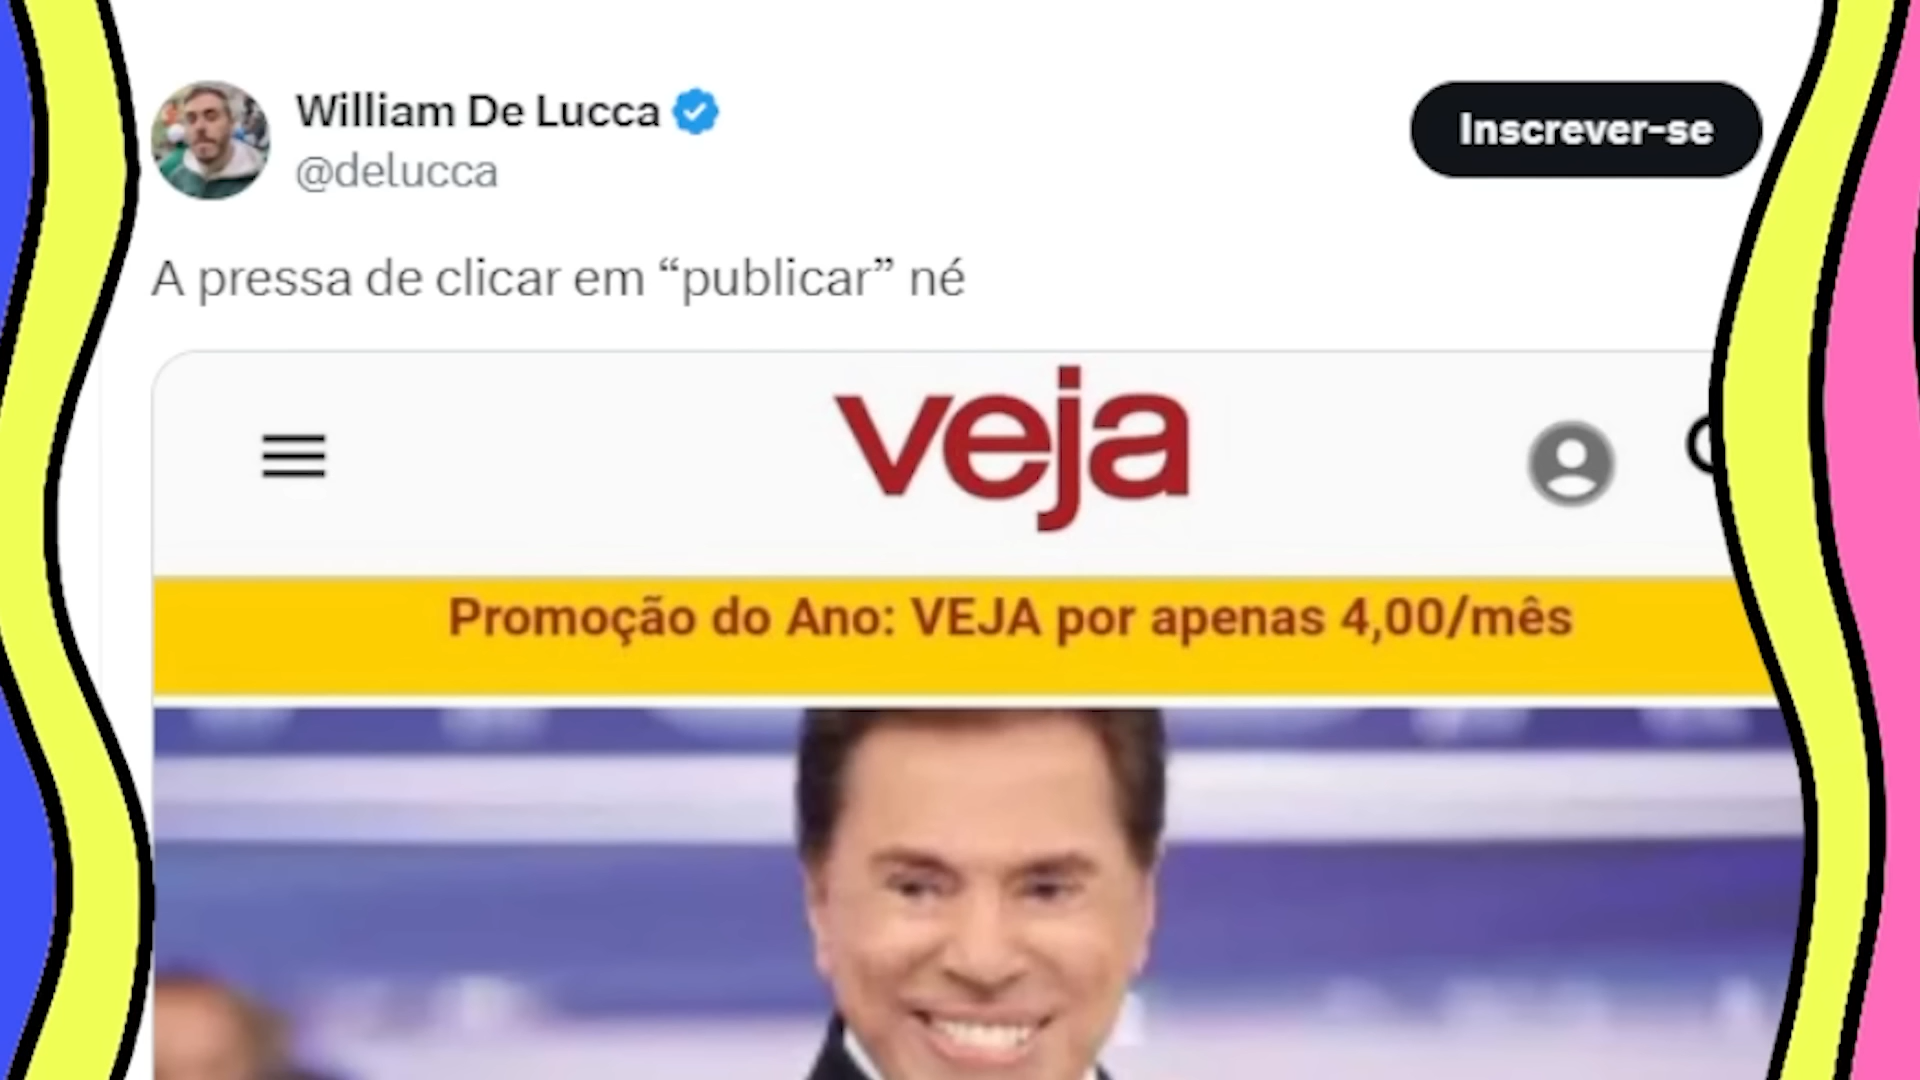 William De Lucca
@delucca
Inscrever-se
A pressa de clicar em “publicar” né
veja
Promoção do Ano: VEJA por apenas 4,00/mês